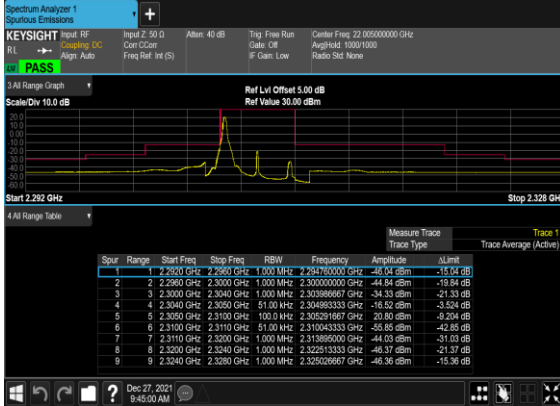 Spectrum Analyzer 1
Spurious Emissions
+
KEYSIGHT Input: RF Input Z: 50 Ω Atten: 40 dB Trig: Free Run Center Freq: 22.005000000 GHz
RL Coupling: DC Corr CCorr Gate: Off Avg|Hold: 1000/1000
Align: Auto Freq Ref: Int (S) IF Gain: Low Radio Std: None
PASS
3 All Range Graph
Ref Lvl Offset 5.00 dB
Scale/Div 10.0 dB Ref Value 30.00 dBm
20.0
10.0
0.00
-10.0
-20.0
-30.0
-40.0
-50.0
-60.0
Start 2.292 GHz Stop 2.328 GH
4 All Range Table
Measure Trace Trace 1
Trace Type Trace Average (Active)
Spur Range Start Freq Stop Freq RBW Frequency Amplitude ΔLimit
1 1 2.2920 GHz 2.2960 GHz 1.000 MHz 2.294760000 GHz -46.04 dBm -15.04 dB
2 2 2.2960 GHz 2.3000 GHz 1.000 MHz 2.300000000 GHz -44.84 dBm -19.84 dB
3 3 2.3000 GHz 2.3040 GHz 1.000 MHz 2.303986667 GHz -34.33 dBm -21.33 dB
4 4 2.3040 GHz 2.3050 GHz 51.00 kHz 2.304993333 GHz -16.52 dBm -3.524 dB
5 5 2.3050 GHz 2.3100 GHz 100.0 kHz 2.305291667 GHz 20.80 dBm -9.204 dB
6 6 2.3100 GHz 2.3110 GHz 51.00 kHz 2.310043333 GHz -55.85 dBm -42.85 dB
7 7 2.3110 GHz 2.3200 GHz 1.000 MHz 2.313895000 GHz -44.03 dBm -31.03 dB
8 8 2.3200 GHz 2.3240 GHz 1.000 MHz 2.322513333 GHz -46.37 dBm -21.37 dB
9 9 2.3240 GHz 2.3280 GHz 1.000 MHz 2.325026667 GHz -46.36 dBm -15.36 dB
? Dec 27, 2021
9:45:00 AM